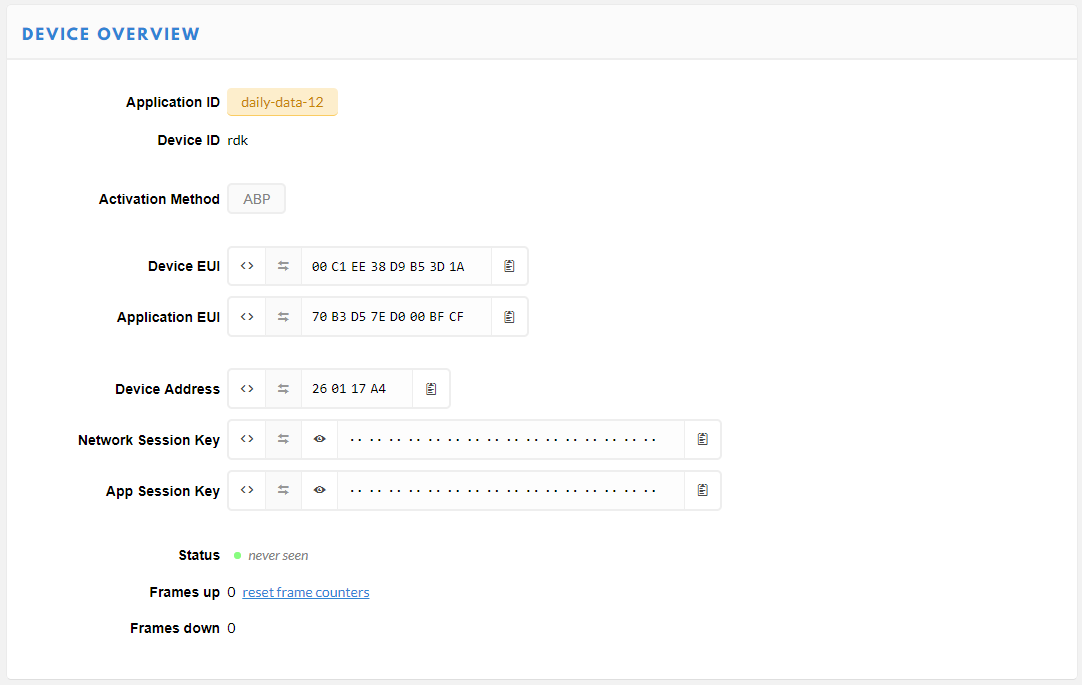 DEVICE OVERVIEW
Application ID daily-data-12
Device ID rdk
Activation Method ABP
Device EUI <> 00 C1 EE 38 D9 B5 3D 1A
Application EUI <> 70 B3 D5 7E D0 00 BF CF
Device Address <> 26 01 17 A4
Network Session Key <> ·· ·· ·· ·· ·· ·· ·· ·· ·· ·· ·· ·· ·· ·· ·· ··
App Session Key <> ·· ·· ·· ·· ·· ·· ·· ·· ·· ·· ·· ·· ·· ·· ·· ··
Status never seen
Frames up 0 reset frame counters
Frames down 0